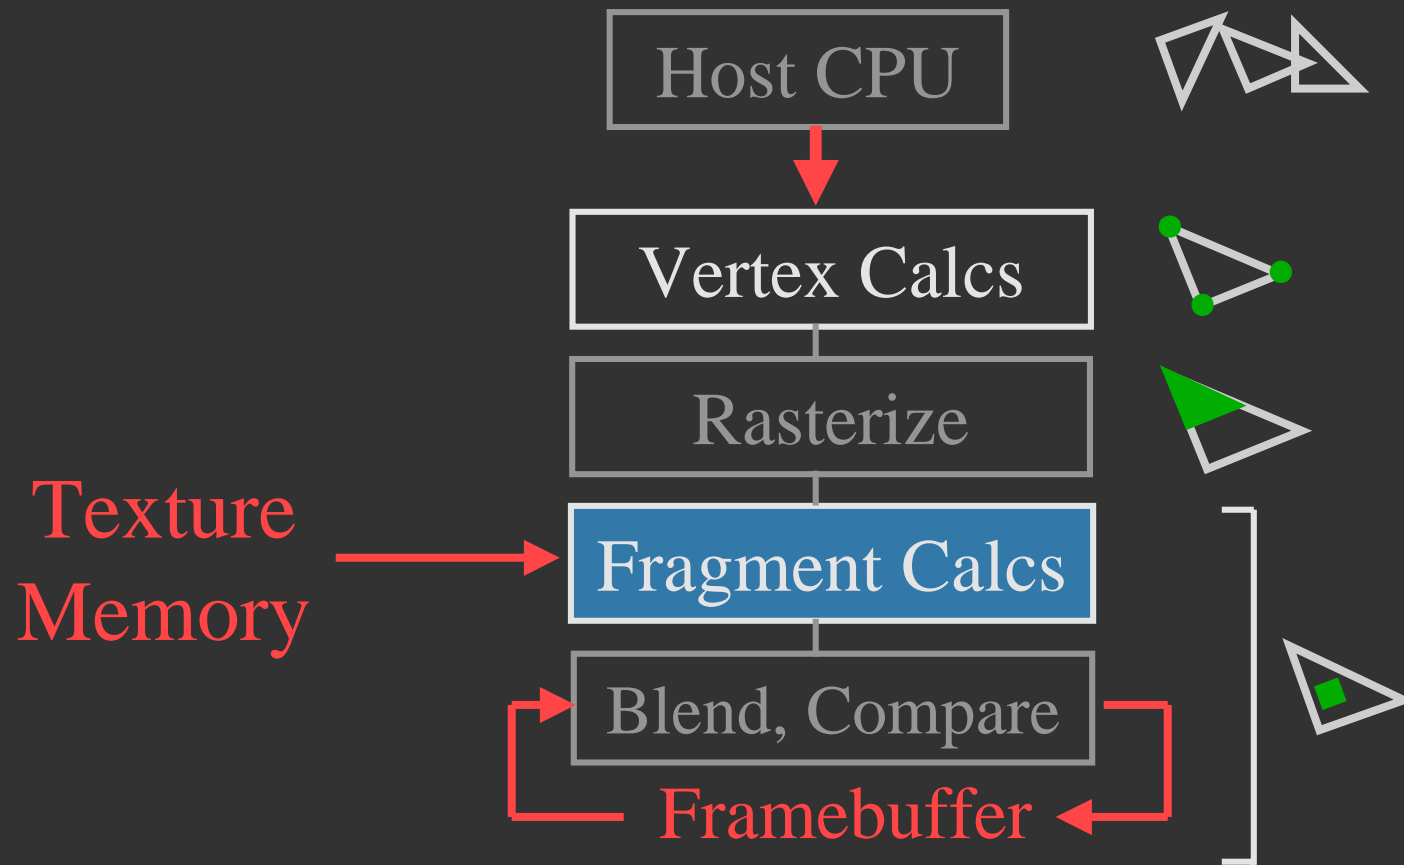 Host CPU
Vertex Calcs
Rasterize
Texture
Memory
Fragment Calcs
Blend, Compare
Framebuffer